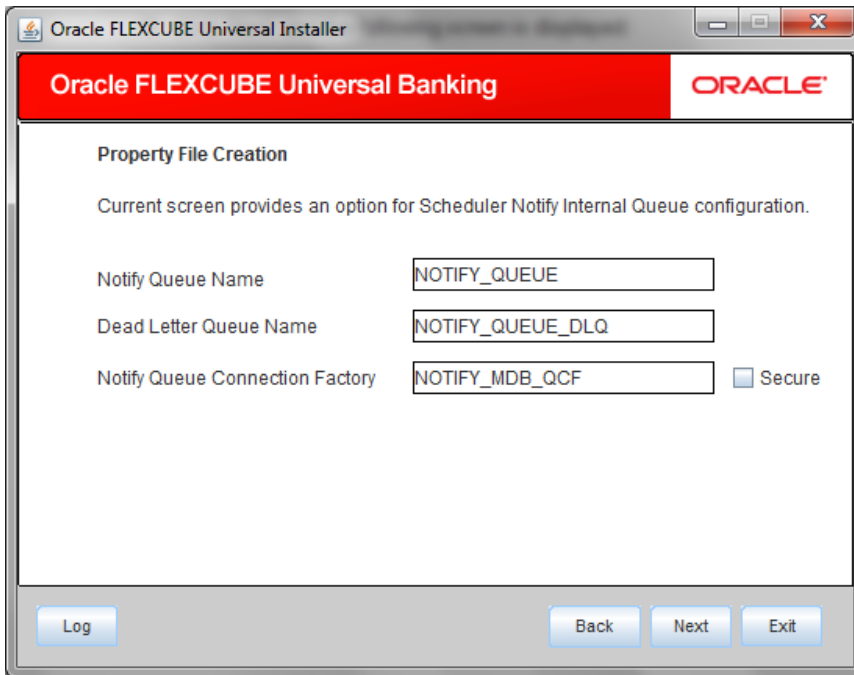 Oracle FLEXCUBE Universal Installer
Oracle FLEXCUBE Universal Banking
ORACLE
Property File Creation
Current screen provides an option for Scheduler Notify Internal Queue configuration.
Notify Queue Name NOTIFY_QUEUE
Dead Letter Queue Name NOTIFY_QUEUE_DLQ
Notify Queue Connection Factory NOTIFY_MDB_QCF Secure
Log Back Next Exit